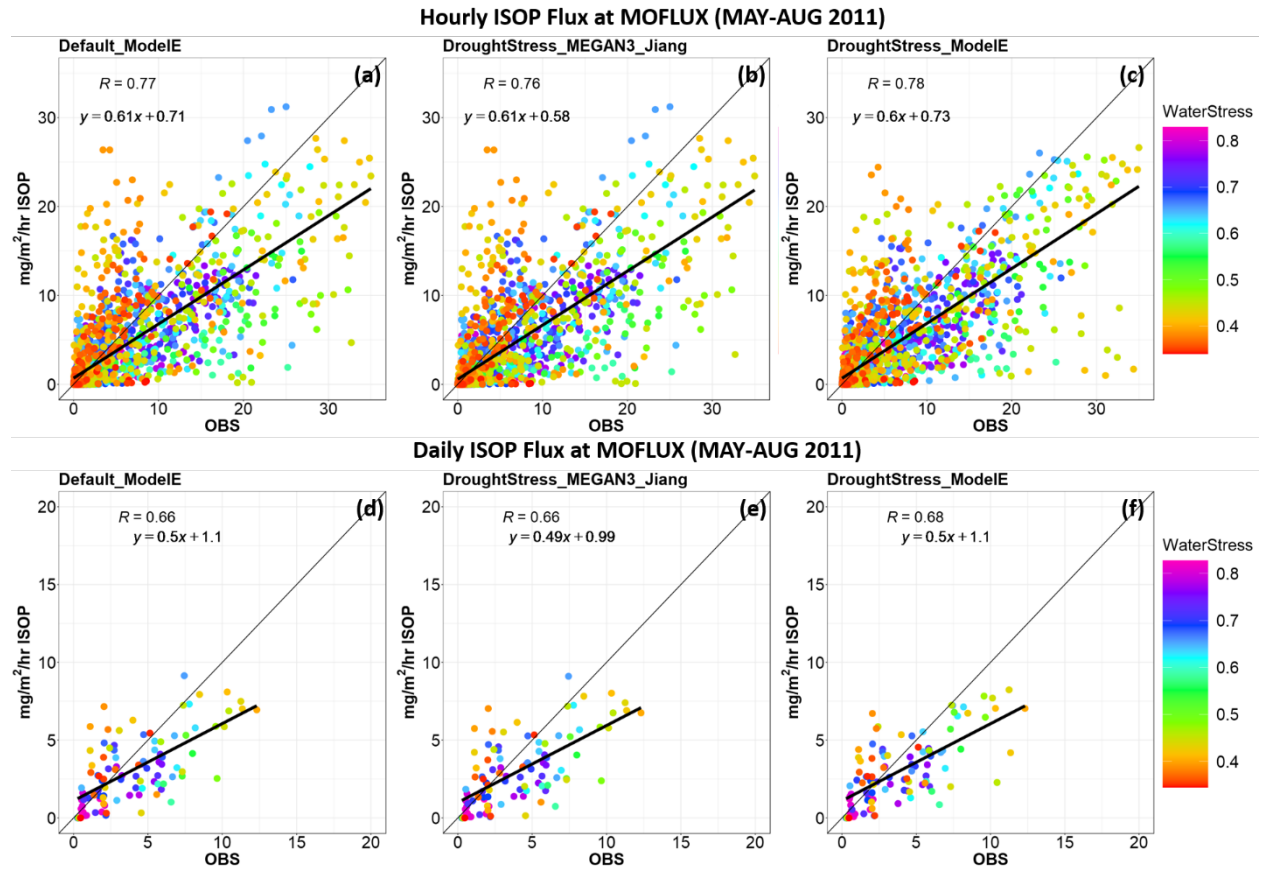 Hourly ISOP Flux at MOFLUX (MAY-AUG 2011)
Default_ModelE
DroughtStress_MEGAN3_Jiang
DroughtStress_ModelE
(a)
R = 0.77
y = 0.61x + 0.71
(b)
R = 0.76
y = 0.61x + 0.58
(c)
R = 0.78
y = 0.6x + 0.73
mg/m²/hr ISOP
30
20
10
0
0 10 20 30
OBS
mg/m²/hr ISOP
30
20
10
0
0 10 20 30
OBS
mg/m²/hr ISOP
30
20
10
0
0 10 20 30
OBS
WaterStress
0.8
0.7
0.6
0.5
0.4
Daily ISOP Flux at MOFLUX (MAY-AUG 2011)
Default_ModelE
DroughtStress_MEGAN3_Jiang
DroughtStress_ModelE
(d)
R = 0.66
y = 0.5x + 1.1
(e)
R = 0.66
y = 0.49x + 0.99
(f)
R = 0.68
y = 0.5x + 1.1
mg/m²/hr ISOP
20
15
10
5
0
0 5 10 15 20
OBS
mg/m²/hr ISOP
20
15
10
5
0
0 5 10 15 20
OBS
mg/m²/hr ISOP
20
15
10
5
0
0 5 10 15 20
OBS
WaterStress
0.8
0.7
0.6
0.5
0.4